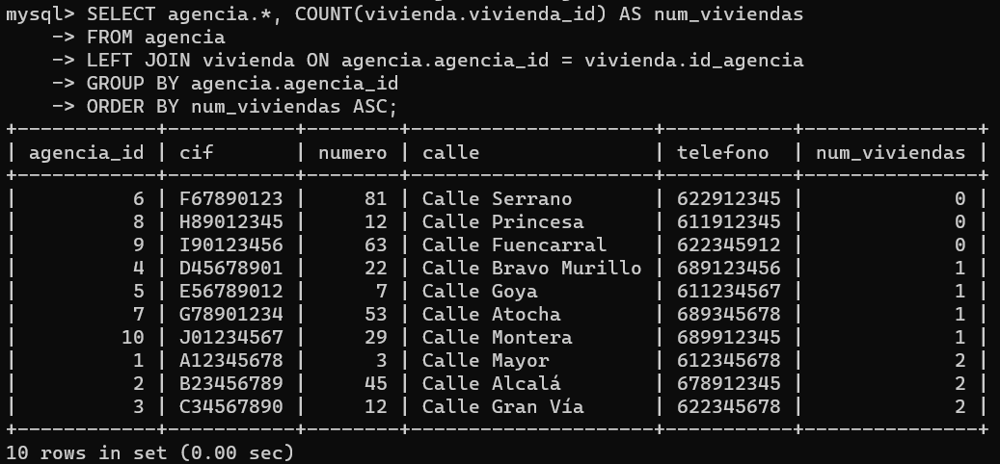 mysql> SELECT agencia.*, COUNT(vivienda.vivienda_id) AS num_viviendas
    -> FROM agencia
    -> LEFT JOIN vivienda ON agencia.agencia_id = vivienda.id_agencia
    -> GROUP BY agencia.agencia_id
    -> ORDER BY num_viviendas ASC;
+------------+-----------+--------+---------------------+-----------+---------------+
| agencia_id | cif       | numero | calle               | telefono  | num_viviendas |
+------------+-----------+--------+---------------------+-----------+---------------+
|          6 | F67890123 |     81 | Calle Serrano       | 622912345 |             0 |
|          8 | H89012345 |     12 | Calle Princesa      | 611912345 |             0 |
|          9 | I90123456 |     63 | Calle Fuencarral    | 622345912 |             0 |
|          4 | D45678901 |     22 | Calle Bravo Murillo | 689123456 |             1 |
|          5 | E56789012 |      7 | Calle Goya          | 611234567 |             1 |
|          7 | G78901234 |     53 | Calle Atocha        | 689345678 |             1 |
|         10 | J01234567 |     29 | Calle Montera       | 689912345 |             1 |
|          1 | A12345678 |      3 | Calle Mayor         | 612345678 |             2 |
|          2 | B23456789 |     45 | Calle Alcalá        | 678912345 |             2 |
|          3 | C34567890 |     12 | Calle Gran Vía      | 622345678 |             2 |
+------------+-----------+--------+---------------------+-----------+---------------+
10 rows in set (0.00 sec)